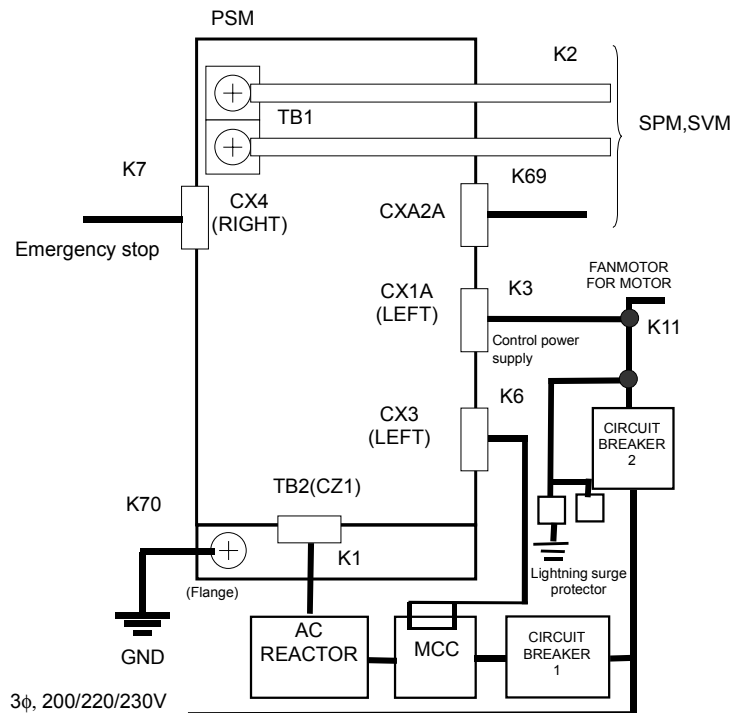 PSM
K2
TB1
SPM,SVM
K7
K69
CX4
(RIGHT)
CXA2A
Emergency stop
FANMOTOR
FOR MOTOR
CX1A
(LEFT)
K3
K11
Control power
supply
K6
CX3
(LEFT)
CIRCUIT
BREAKER
2
TB2(CZ1)
K70
K1
(Flange)
Lightning surge
protector
AC
REACTOR
MCC
CIRCUIT
BREAKER
1
GND
3ϕ, 200/220/230V